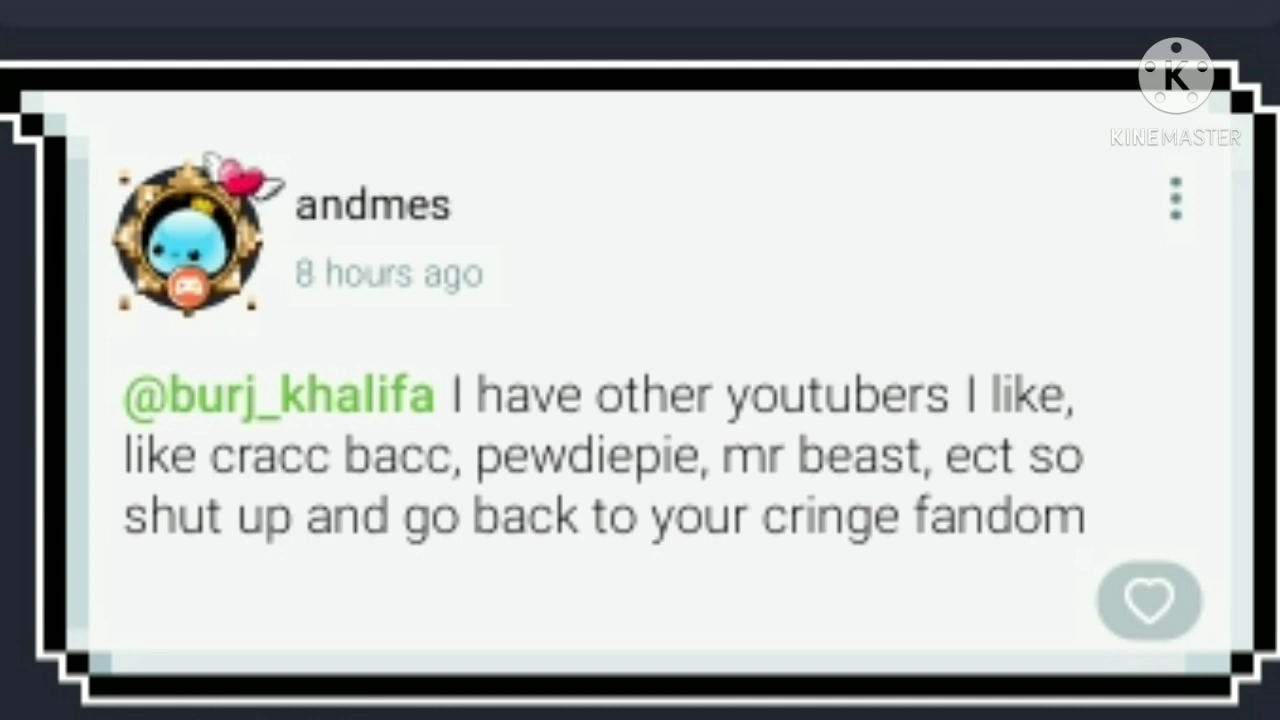 K
KINEMASTER
andmes
8 hours ago
@burj_khalifa I have other youtubers I like,
like cracc bacc, pewdiepie, mr beast, ect so
shut up and go back to your cringe fandom